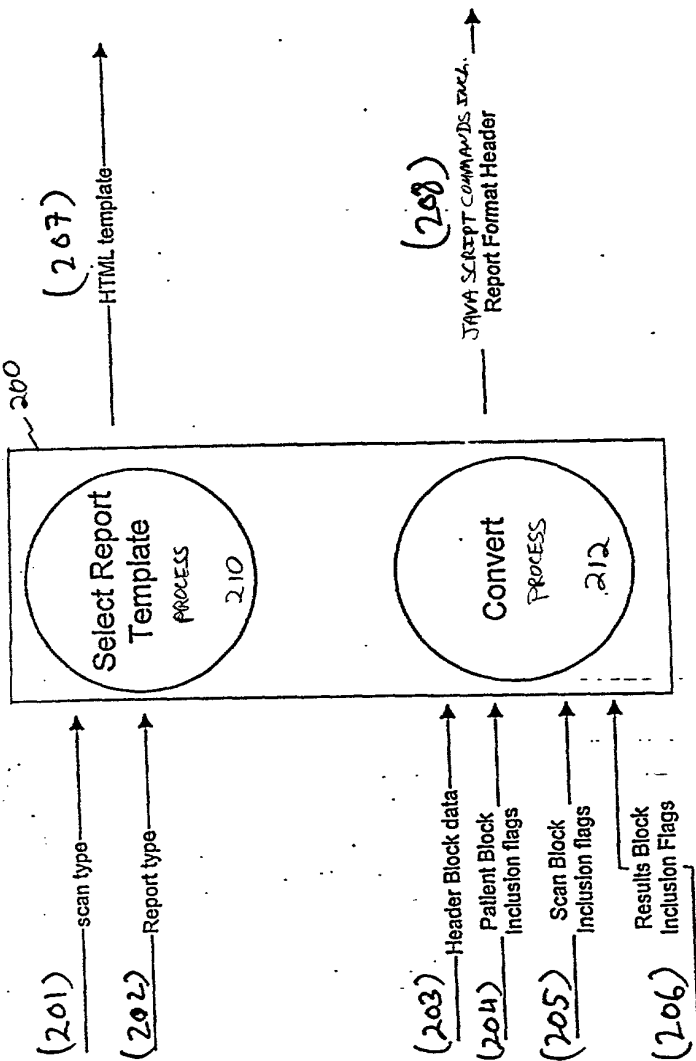 200
(201)
scan type
(202)
Report type
Select Report
Template
PROCESS
210
(207)
HTML template
(203)
Header Block data
(204)
Patient Block
Inclusion flags
(205)
Scan Block
Inclusion flags
(206)
Results Block
Inclusion Flags
Convert
PROCESS
212
(208)
JAVA SCRIPT COMMANDS INCL.
Report Format Header